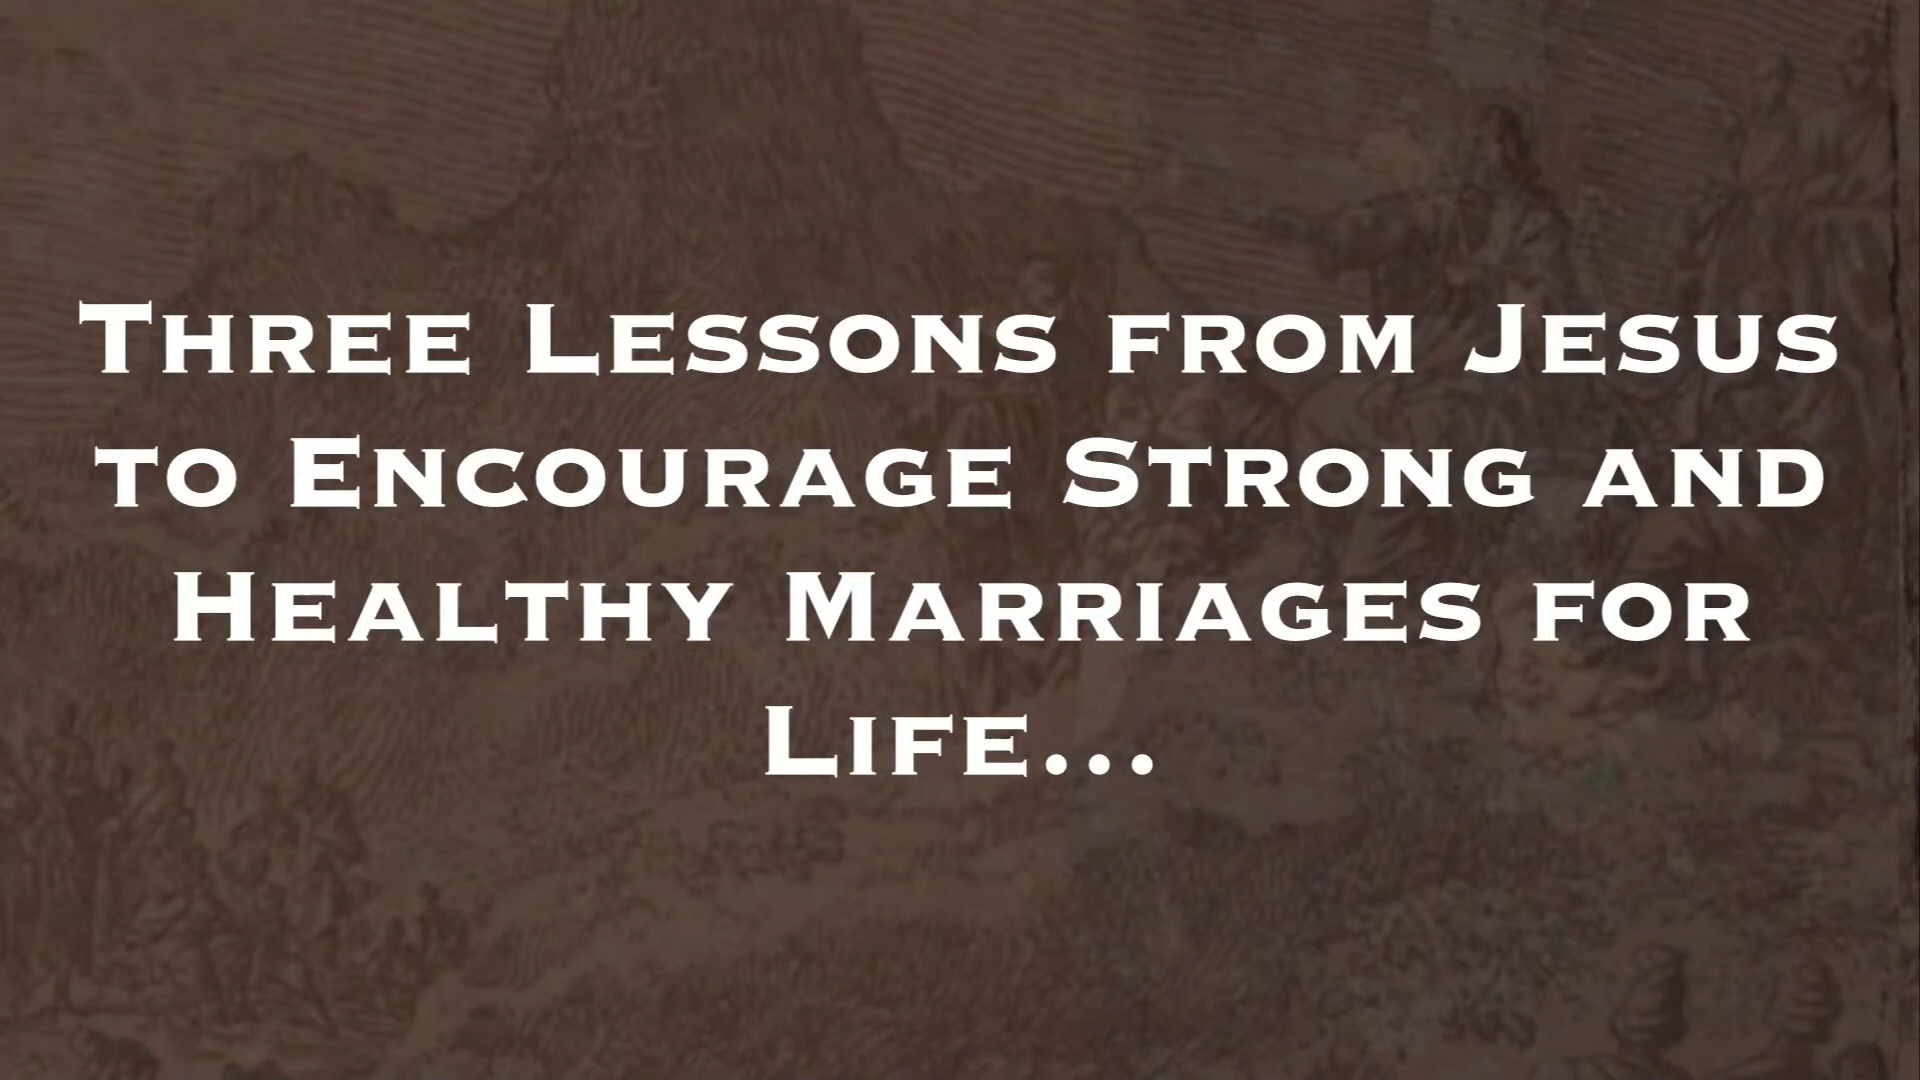 Three Lessons from Jesus
to Encourage Strong and
Healthy Marriages for
Life...